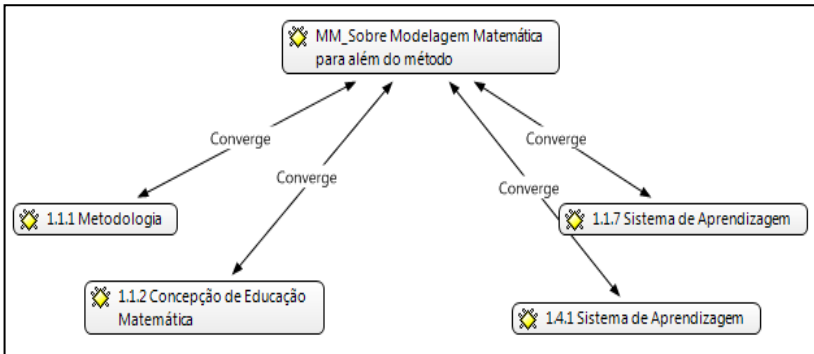 MM_Sobre Modelagem Matemática
para além do método
Converge
Converge
Converge
Converge
1.1.1 Metodologia
1.1.7 Sistema de Aprendizagem
1.1.2 Concepção de Educação
Matemática
1.4.1 Sistema de Aprendizagem